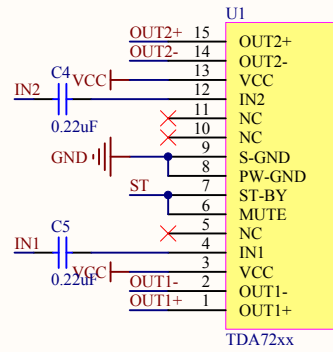 U1
OUT2+ 15 OUT2+
OUT2- 14 OUT2-
C4 VCC 13 VCC
IN2 12 IN2
0.22uF 11 NC
10 NC
GND 9 S-GND
8 PW-GND
ST 7 ST-BY
6 MUTE
C5 5 NC
IN1 4 IN1
VCC 3 VCC
0.22uF OUT1- 2 OUT1-
OUT1+ 1 OUT1+
TDA72xx